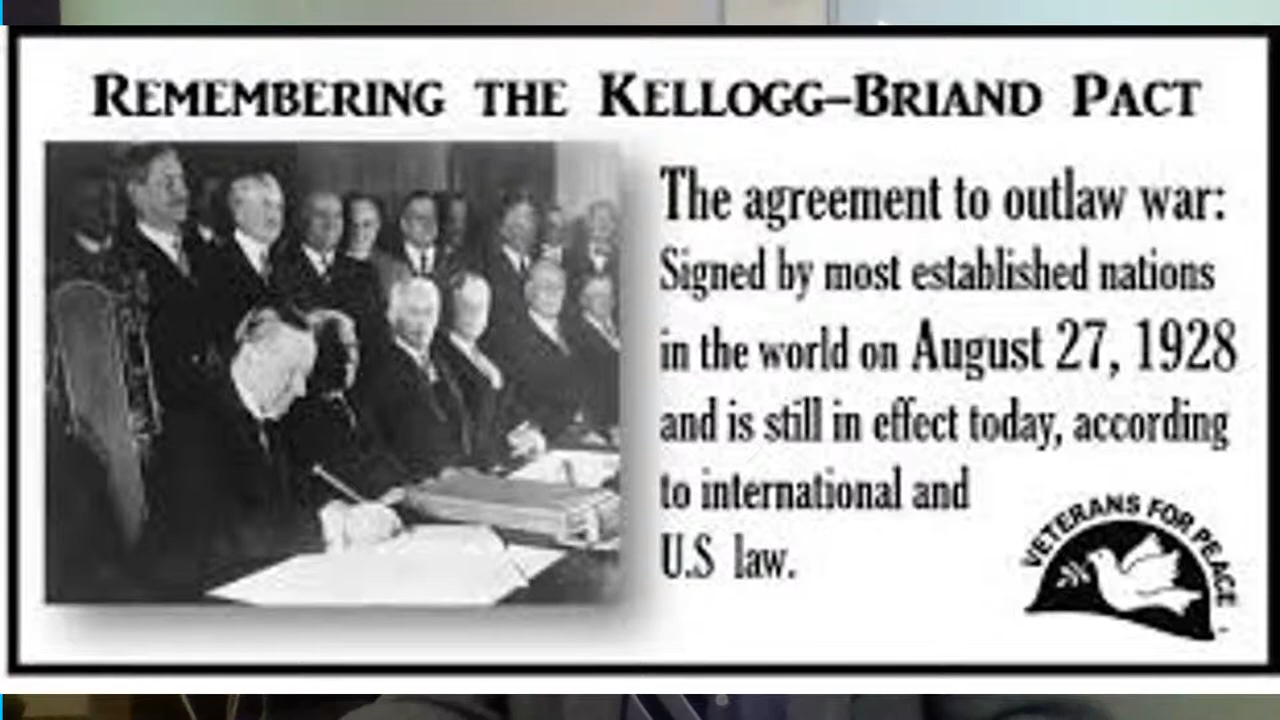 REMEMBERING THE KELLOGG–BRIAND PACT
The agreement to outlaw war:
Signed by most established nations
in the world on August 27, 1928
and is still in effect today, according
to international and
U.S law.
VETERANS FOR PEACE